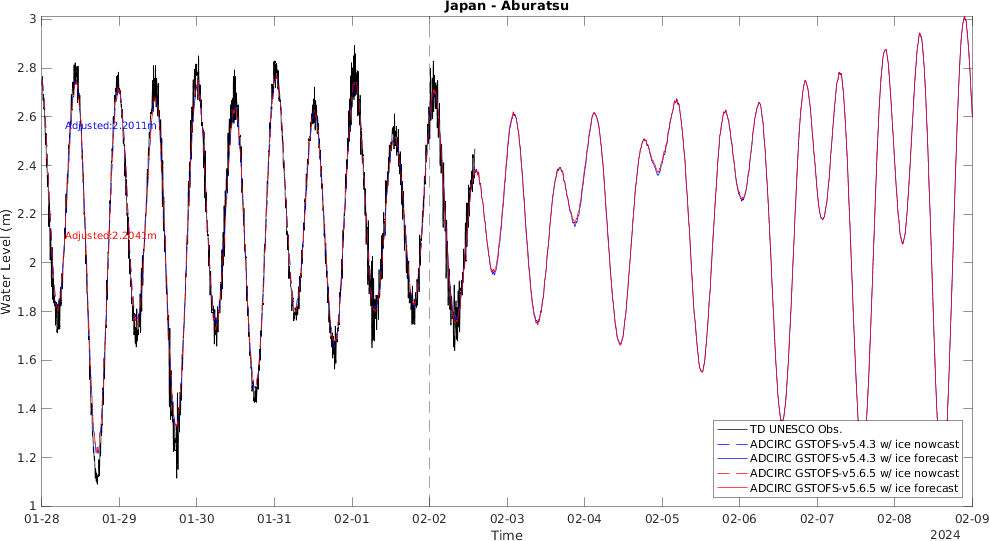 Japan - Aburatsu
3
2.8
2.6
2.4
2.2
2
1.8
1.6
1.4
1.2
1
Water Level (m)
Adjusted:2.2011m
Adjusted:2.2041m
TD UNESCO Obs.
ADCIRC GSTOFS-v5.4.3 w/ ice nowcast
ADCIRC GSTOFS-v5.4.3 w/ ice forecast
ADCIRC GSTOFS-v5.6.5 w/ ice nowcast
ADCIRC GSTOFS-v5.6.5 w/ ice forecast
01-28 01-29 01-30 01-31 02-01 02-02 02-03 02-04 02-05 02-06 02-07 02-08 02-09
Time
2024